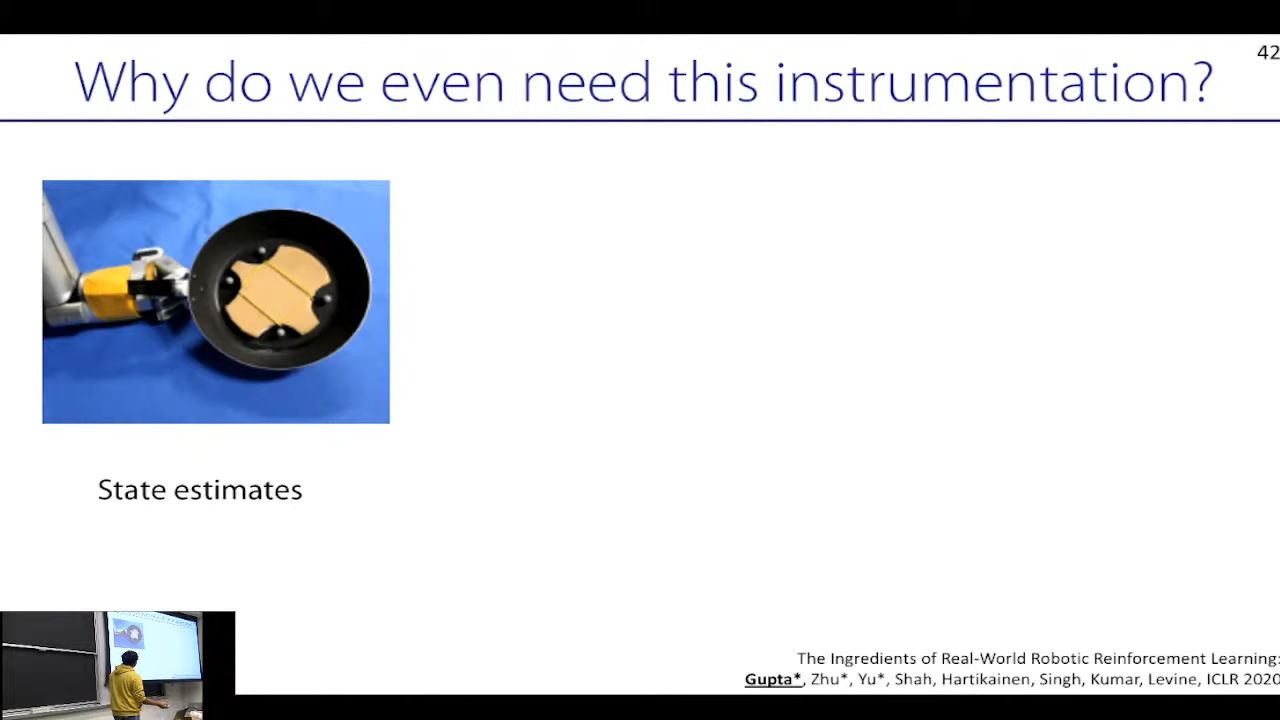 42
Why do we even need this instrumentation?
State estimates
The Ingredients of Real-World Robotic Reinforcement Learning:
Gupta*, Zhu*, Yu*, Shah, Hartikainen, Singh, Kumar, Levine, ICLR 2020